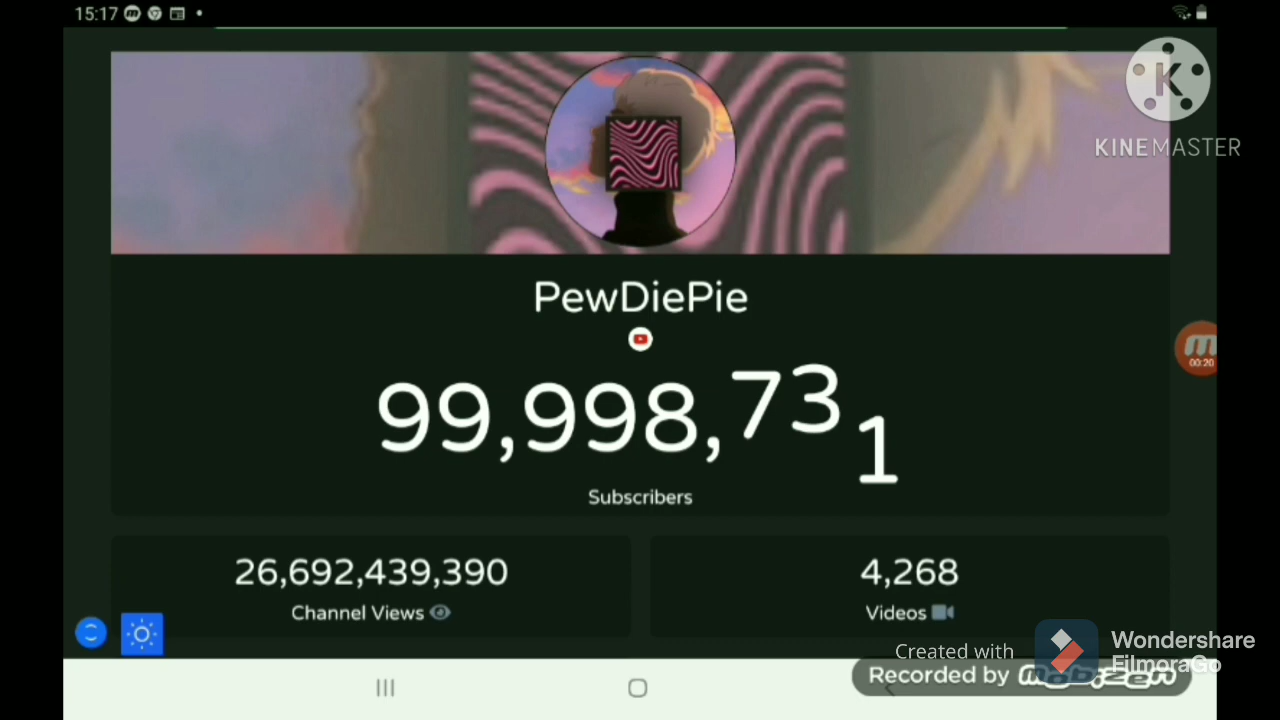 15:17
K
KINEMASTER
PewDiePie
00:20
99,998,731
Subscribers
26,692,439,390
4,268
Channel Views
Videos
Created with
Wondershare
FilmoraGo
Recorded by mobizen